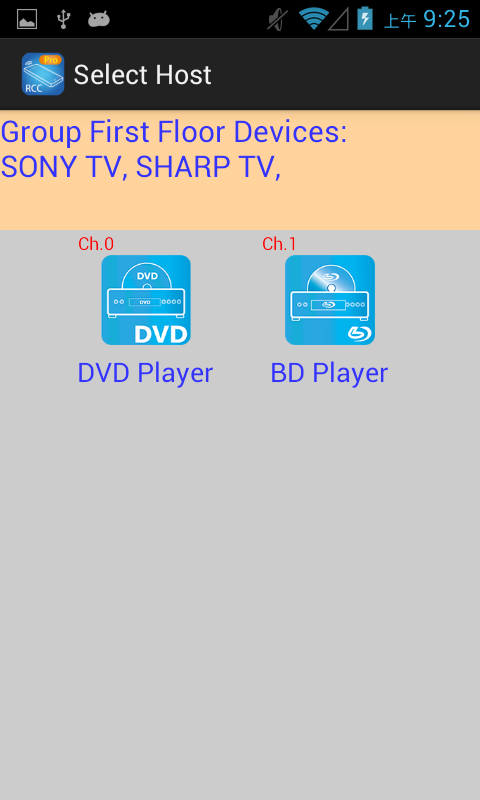 上午 9:25
Pro
RCC
Select Host
Group First Floor Devices:
SONY TV, SHARP TV,
Ch.0
Ch.1
DVD
DVD
DVD
DVD Player
BD Player